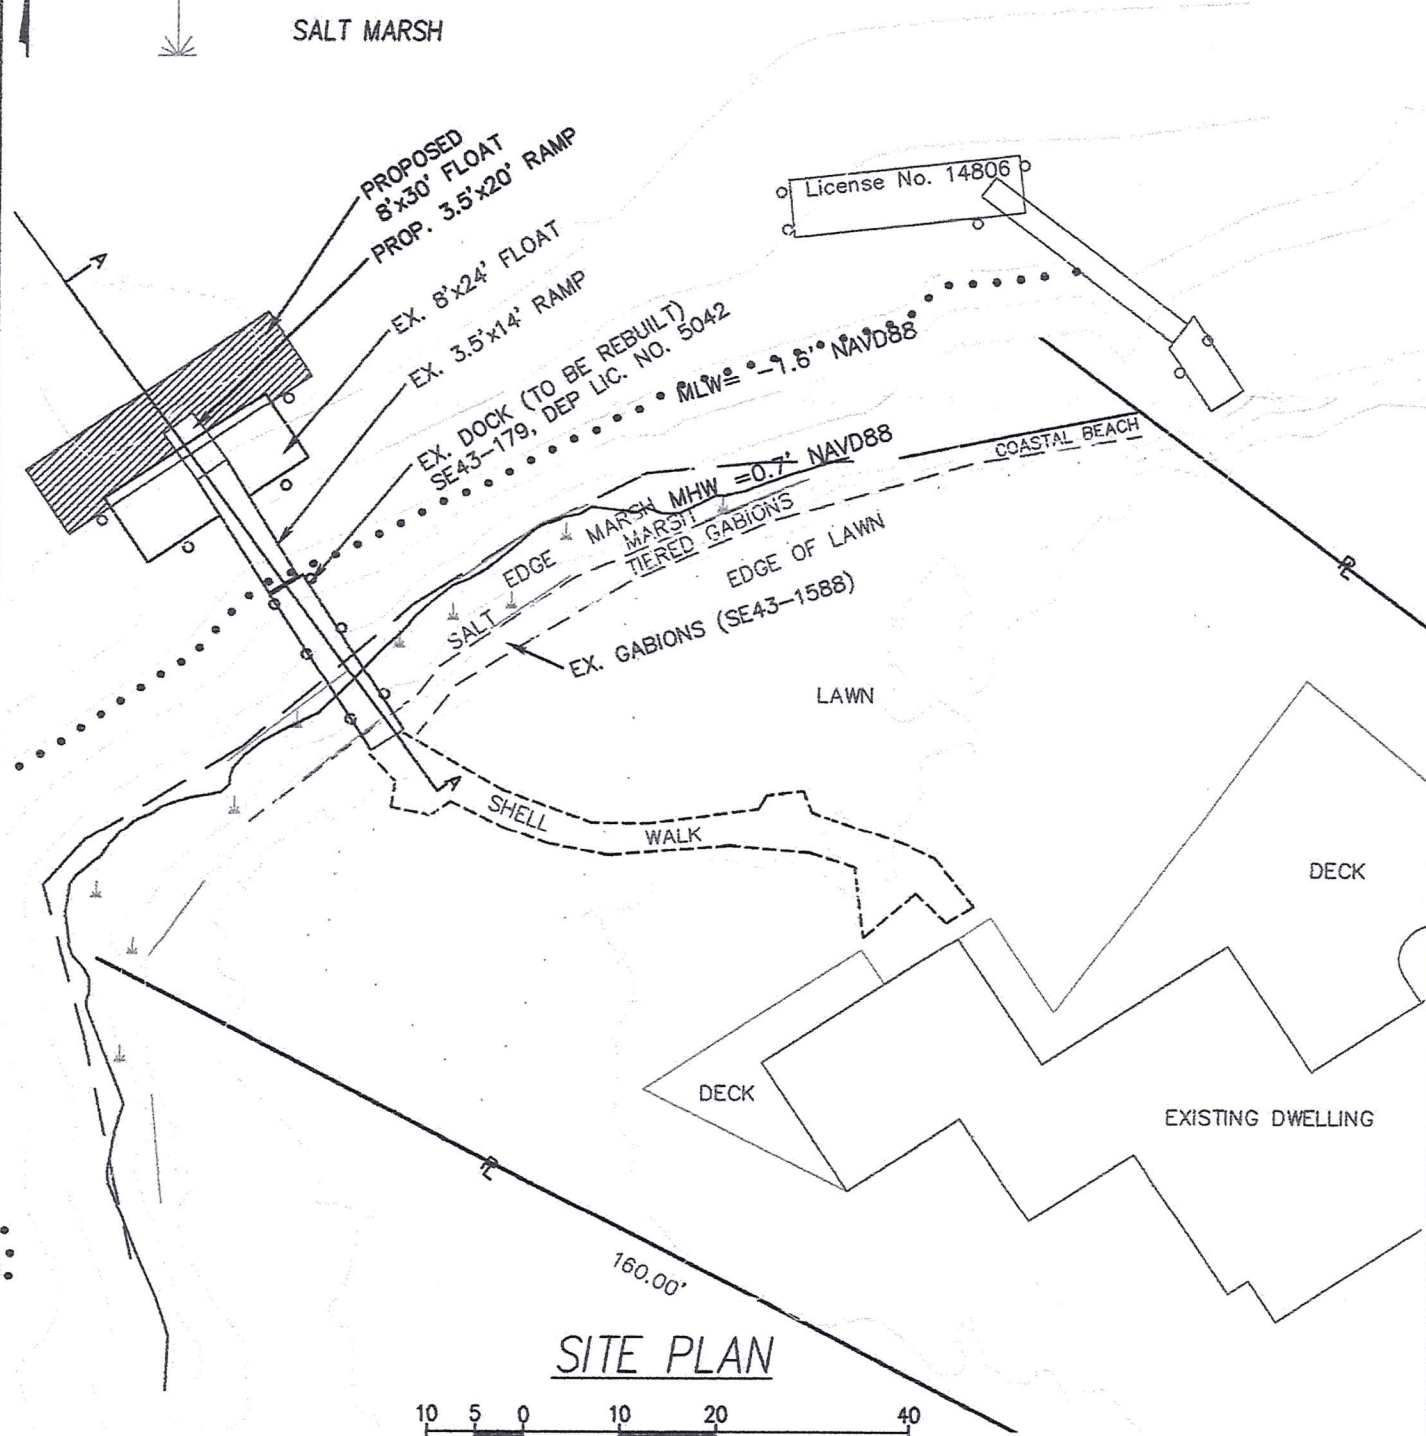 SALT MARSH
PROPOSED
8'x30' FLOAT
PROP. 3.5'x20' RAMP
A
EX. 8'x24' FLOAT
EX. 3.5'x14' RAMP
EX. DOCK (TO BE REBUILT)
SE43-179, DEP LIC. NO. 5042
License No. 14806
MLW= -1.6' NAVD88
MHW =0.7' NAVD88
COASTAL BEACH
EDGE MARSH
SALT MARSH
TIERED GABIONS
EDGE OF LAWN
EX. GABIONS (SE43-1588)
PL
LAWN
A
SHELL WALK
DECK
DECK
EXISTING DWELLING
PL
160.00'
SITE PLAN
10 5 0 10 20 40